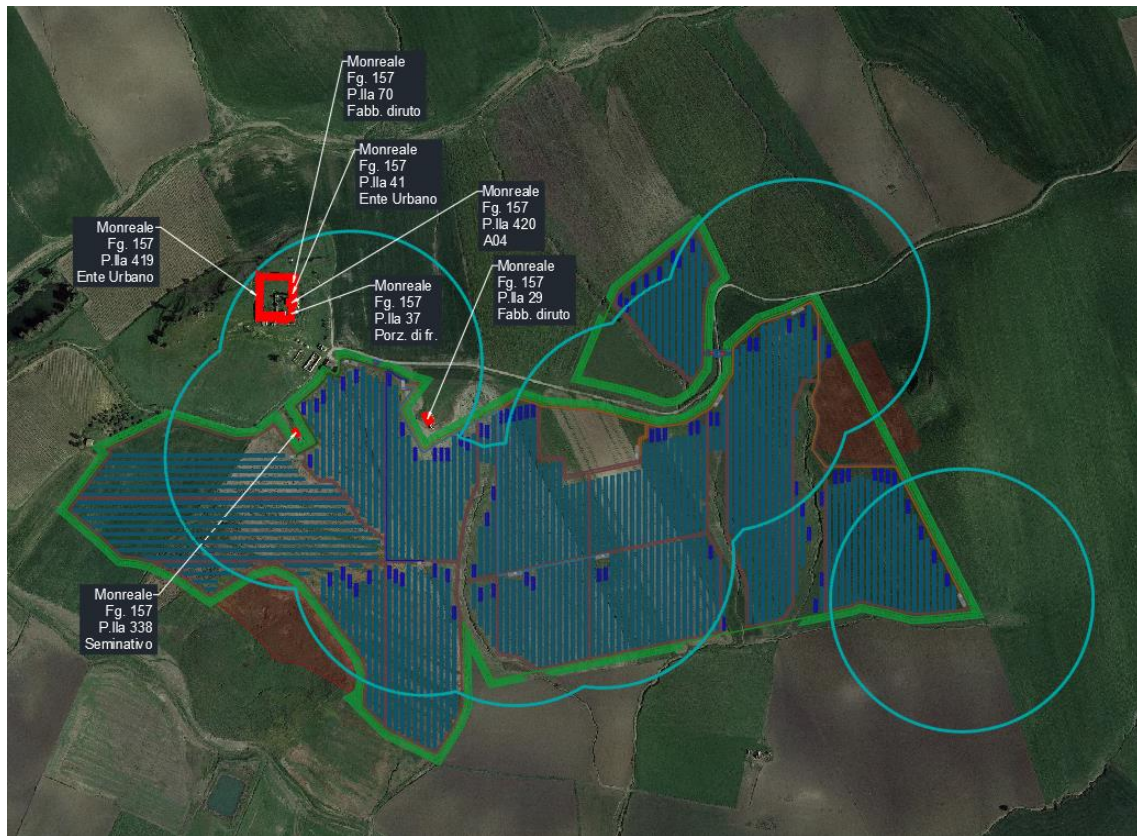 Monreale
Fg. 157
P.lla 70
Fabb. diruto
Monreale
Fg. 157
P.lla 41
Ente Urbano
Monreale
Fg. 157
P.lla 420
A04
Monreale
Fg. 157
P.lla 419
Ente Urbano
Monreale
Fg. 157
P.lla 37
Porz. di fr.
Monreale
Fg. 157
P.lla 29
Fabb. diruto
Monreale
Fg. 157
P.lla 338
Seminativo